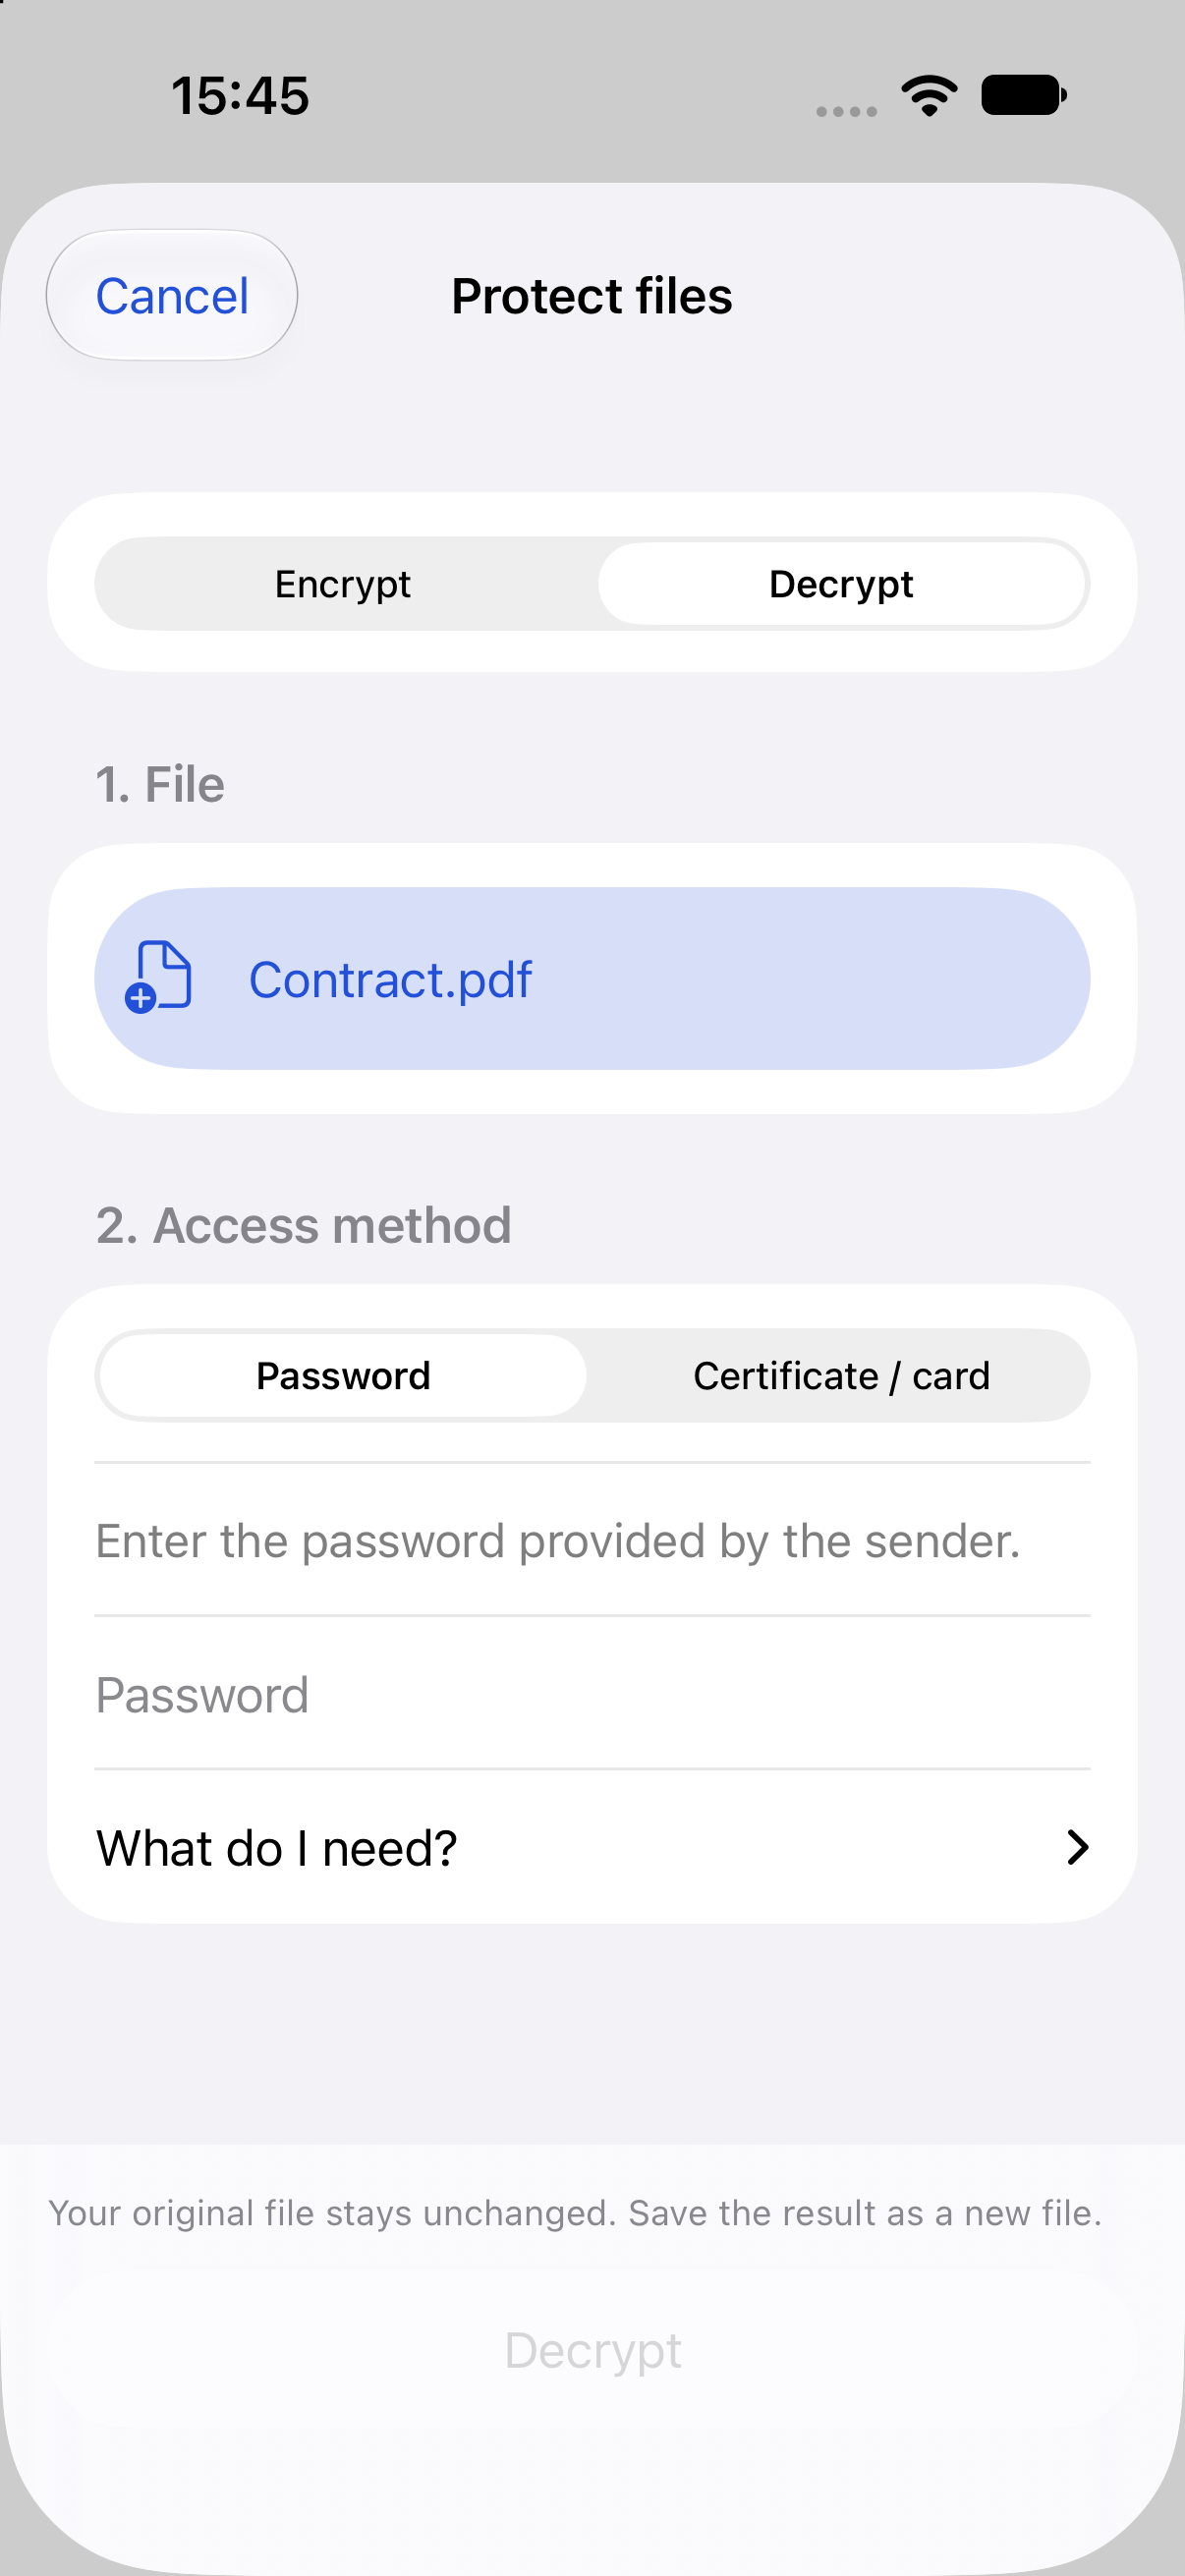 15:45
Cancel
Protect files
Encrypt
Decrypt
1. File
Contract.pdf
2. Access method
Password
Certificate / card
Enter the password provided by the sender.
Password
What do I need?
Your original file stays unchanged. Save the result as a new file.
Decrypt